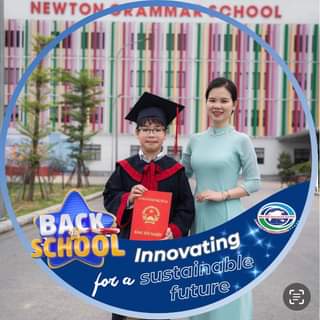 NEWTON GRAMMAR SCHOOL
BACK
TO
SCHOOL
Innovating
for a sustainable
future